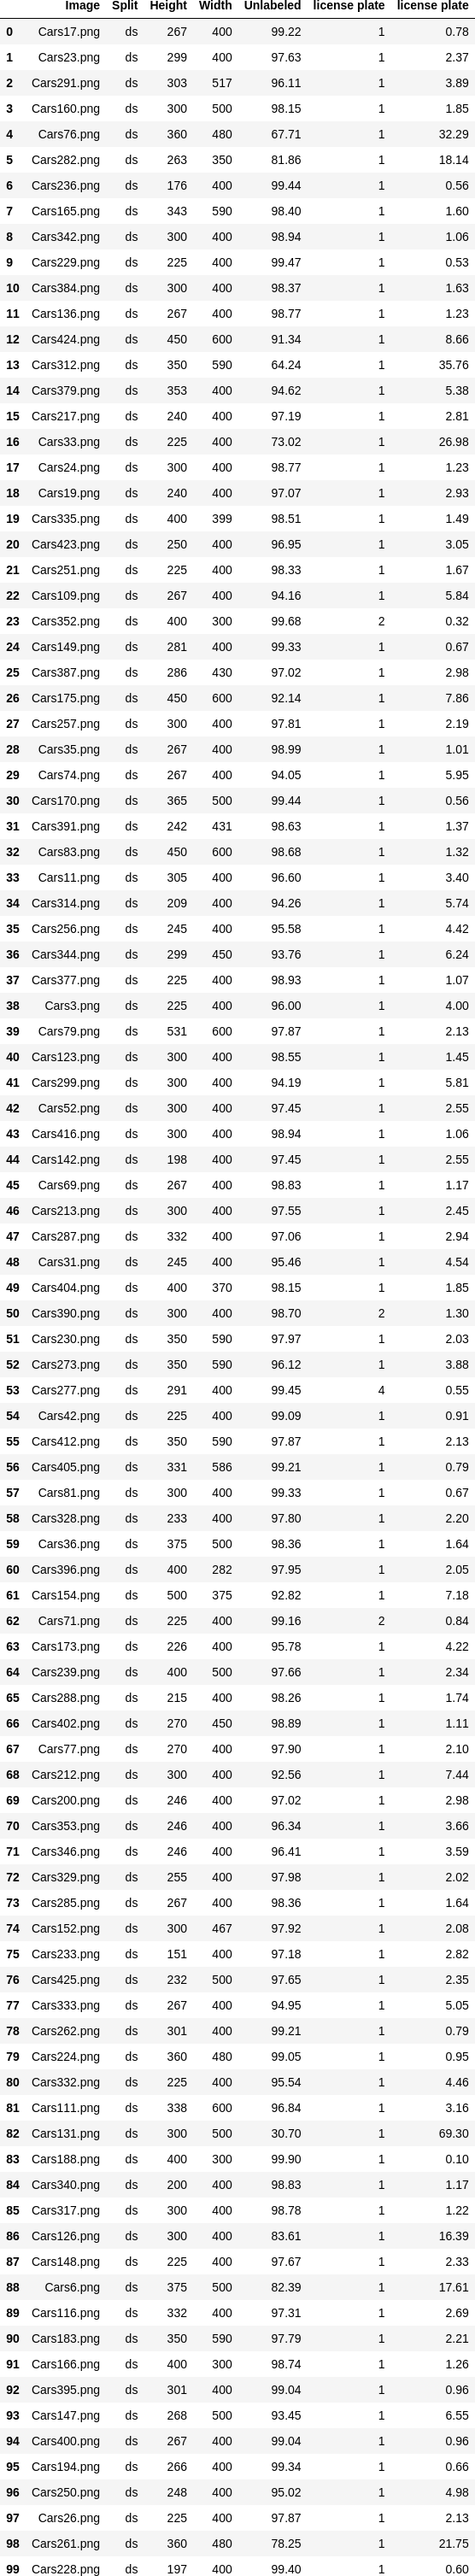 Image Split Height Width Unlabeled license plate license plate
0 Cars17.png ds 267 400 99.22 1 0.78
1 Cars23.png ds 299 400 97.63 1 2.37
2 Cars291.png ds 303 517 96.11 1 3.89
3 Cars160.png ds 300 500 98.15 1 1.85
4 Cars76.png ds 360 480 67.71 1 32.29
5 Cars282.png ds 263 350 81.86 1 18.14
6 Cars236.png ds 176 400 99.44 1 0.56
7 Cars165.png ds 343 590 98.40 1 1.60
8 Cars342.png ds 300 400 98.94 1 1.06
9 Cars229.png ds 225 400 99.47 1 0.53
10 Cars384.png ds 300 400 98.37 1 1.63
11 Cars136.png ds 267 400 98.77 1 1.23
12 Cars424.png ds 450 600 91.34 1 8.66
13 Cars312.png ds 350 590 64.24 1 35.76
14 Cars379.png ds 353 400 94.62 1 5.38
15 Cars217.png ds 240 400 97.19 1 2.81
16 Cars33.png ds 225 400 73.02 1 26.98
17 Cars24.png ds 300 400 98.77 1 1.23
18 Cars19.png ds 240 400 97.07 1 2.93
19 Cars335.png ds 400 399 98.51 1 1.49
20 Cars423.png ds 250 400 96.95 1 3.05
21 Cars251.png ds 225 400 98.33 1 1.67
22 Cars109.png ds 267 400 94.16 1 5.84
23 Cars352.png ds 400 300 99.68 2 0.32
24 Cars149.png ds 281 400 99.33 1 0.67
25 Cars387.png ds 286 430 97.02 1 2.98
26 Cars175.png ds 450 600 92.14 1 7.86
27 Cars257.png ds 300 400 97.81 1 2.19
28 Cars35.png ds 267 400 98.99 1 1.01
29 Cars74.png ds 267 400 94.05 1 5.95
30 Cars170.png ds 365 500 99.44 1 0.56
31 Cars391.png ds 242 431 98.63 1 1.37
32 Cars83.png ds 450 600 98.68 1 1.32
33 Cars11.png ds 305 400 96.60 1 3.40
34 Cars314.png ds 209 400 94.26 1 5.74
35 Cars256.png ds 245 400 95.58 1 4.42
36 Cars344.png ds 299 450 93.76 1 6.24
37 Cars377.png ds 225 400 98.93 1 1.07
38 Cars3.png ds 225 400 96.00 1 4.00
39 Cars79.png ds 531 600 97.87 1 2.13
40 Cars123.png ds 300 400 98.55 1 1.45
41 Cars299.png ds 300 400 94.19 1 5.81
42 Cars52.png ds 300 400 97.45 1 2.55
43 Cars416.png ds 300 400 98.94 1 1.06
44 Cars142.png ds 198 400 97.45 1 2.55
45 Cars69.png ds 267 400 98.83 1 1.17
46 Cars213.png ds 300 400 97.55 1 2.45
47 Cars287.png ds 332 400 97.06 1 2.94
48 Cars31.png ds 245 400 95.46 1 4.54
49 Cars404.png ds 400 370 98.15 1 1.85
50 Cars390.png ds 300 400 98.70 2 1.30
51 Cars230.png ds 350 590 97.97 1 2.03
52 Cars273.png ds 350 590 96.12 1 3.88
53 Cars277.png ds 291 400 99.45 4 0.55
54 Cars42.png ds 225 400 99.09 1 0.91
55 Cars412.png ds 350 590 97.87 1 2.13
56 Cars405.png ds 331 586 99.21 1 0.79
57 Cars81.png ds 300 400 99.33 1 0.67
58 Cars328.png ds 233 400 97.80 1 2.20
59 Cars36.png ds 375 500 98.36 1 1.64
60 Cars396.png ds 400 282 97.95 1 2.05
61 Cars154.png ds 500 375 92.82 1 7.18
62 Cars71.png ds 225 400 99.16 2 0.84
63 Cars173.png ds 226 400 95.78 1 4.22
64 Cars239.png ds 400 500 97.66 1 2.34
65 Cars288.png ds 215 400 98.26 1 1.74
66 Cars402.png ds 270 450 98.89 1 1.11
67 Cars77.png ds 270 400 97.90 1 2.10
68 Cars212.png ds 300 400 92.56 1 7.44
69 Cars200.png ds 246 400 97.02 1 2.98
70 Cars353.png ds 246 400 96.34 1 3.66
71 Cars346.png ds 246 400 96.41 1 3.59
72 Cars329.png ds 255 400 97.98 1 2.02
73 Cars285.png ds 267 400 98.36 1 1.64
74 Cars152.png ds 300 467 97.92 1 2.08
75 Cars233.png ds 151 400 97.18 1 2.82
76 Cars425.png ds 232 500 97.65 1 2.35
77 Cars333.png ds 267 400 94.95 1 5.05
78 Cars262.png ds 301 400 99.21 1 0.79
79 Cars224.png ds 360 480 99.05 1 0.95
80 Cars332.png ds 225 400 95.54 1 4.46
81 Cars111.png ds 338 600 96.84 1 3.16
82 Cars131.png ds 300 500 30.70 1 69.30
83 Cars188.png ds 400 300 99.90 1 0.10
84 Cars340.png ds 200 400 98.83 1 1.17
85 Cars317.png ds 300 400 98.78 1 1.22
86 Cars126.png ds 300 400 83.61 1 16.39
87 Cars148.png ds 225 400 97.67 1 2.33
88 Cars6.png ds 375 500 82.39 1 17.61
89 Cars116.png ds 332 400 97.31 1 2.69
90 Cars183.png ds 350 590 97.79 1 2.21
91 Cars166.png ds 400 300 98.74 1 1.26
92 Cars395.png ds 301 400 99.04 1 0.96
93 Cars147.png ds 268 500 93.45 1 6.55
94 Cars400.png ds 267 400 99.04 1 0.96
95 Cars194.png ds 266 400 99.34 1 0.66
96 Cars250.png ds 248 400 95.02 1 4.98
97 Cars26.png ds 225 400 97.87 1 2.13
98 Cars261.png ds 360 480 78.25 1 21.75
99 Cars228.png ds 197 400 99.40 1 0.60